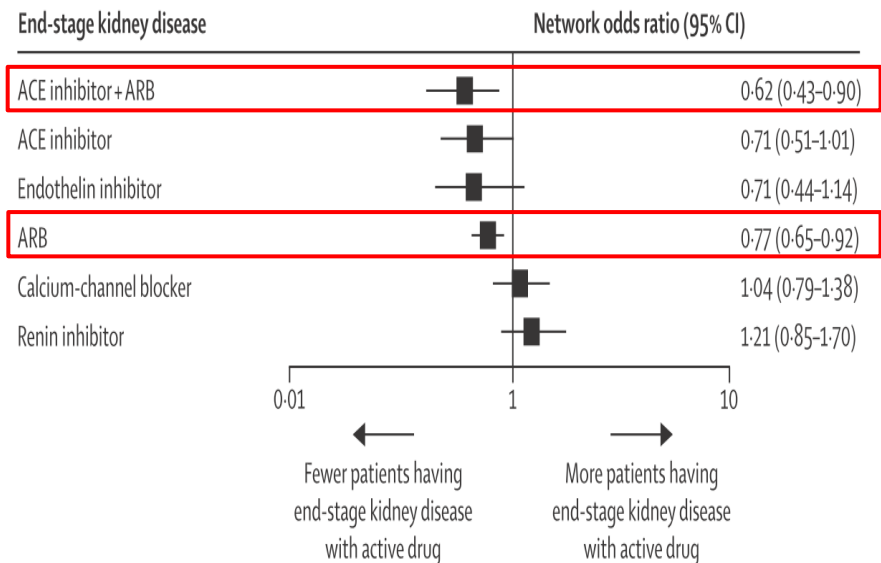 End-stage kidney disease Network odds ratio (95% CI)
ACE inhibitor + ARB 0·62 (0·43–0·90)
ACE inhibitor 0·71 (0·51–1·01)
Endothelin inhibitor 0·71 (0·44–1·14)
ARB 0·77 (0·65–0·92)
Calcium-channel blocker 1·04 (0·79–1·38)
Renin inhibitor 1·21 (0·85–1·70)
0·01 1 10
Fewer patients having More patients having
end-stage kidney disease end-stage kidney disease
with active drug with active drug